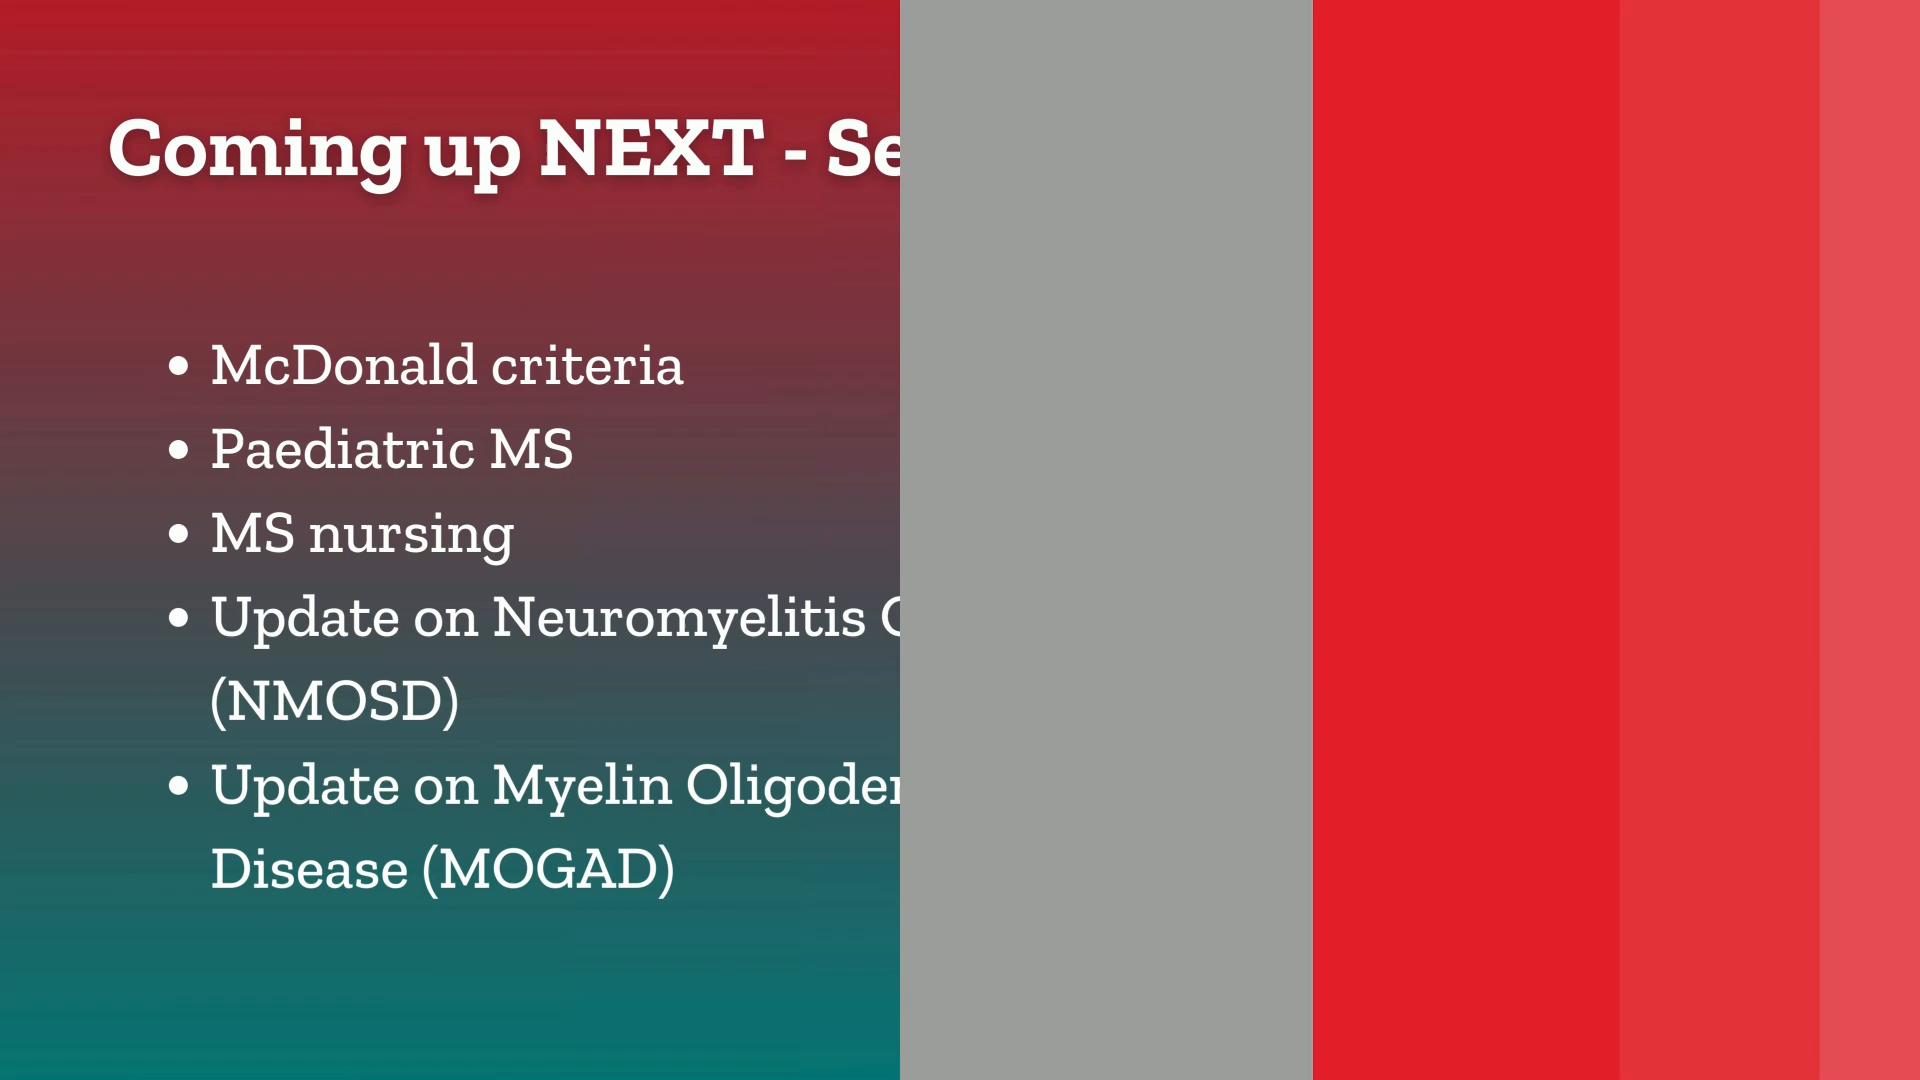 Coming up NEXT - Se
• McDonald criteria
• Paediatric MS
• MS nursing
• Update on Neuromyelitis
(NMOSD)
• Update on Myelin Oligoden
Disease (MOGAD)